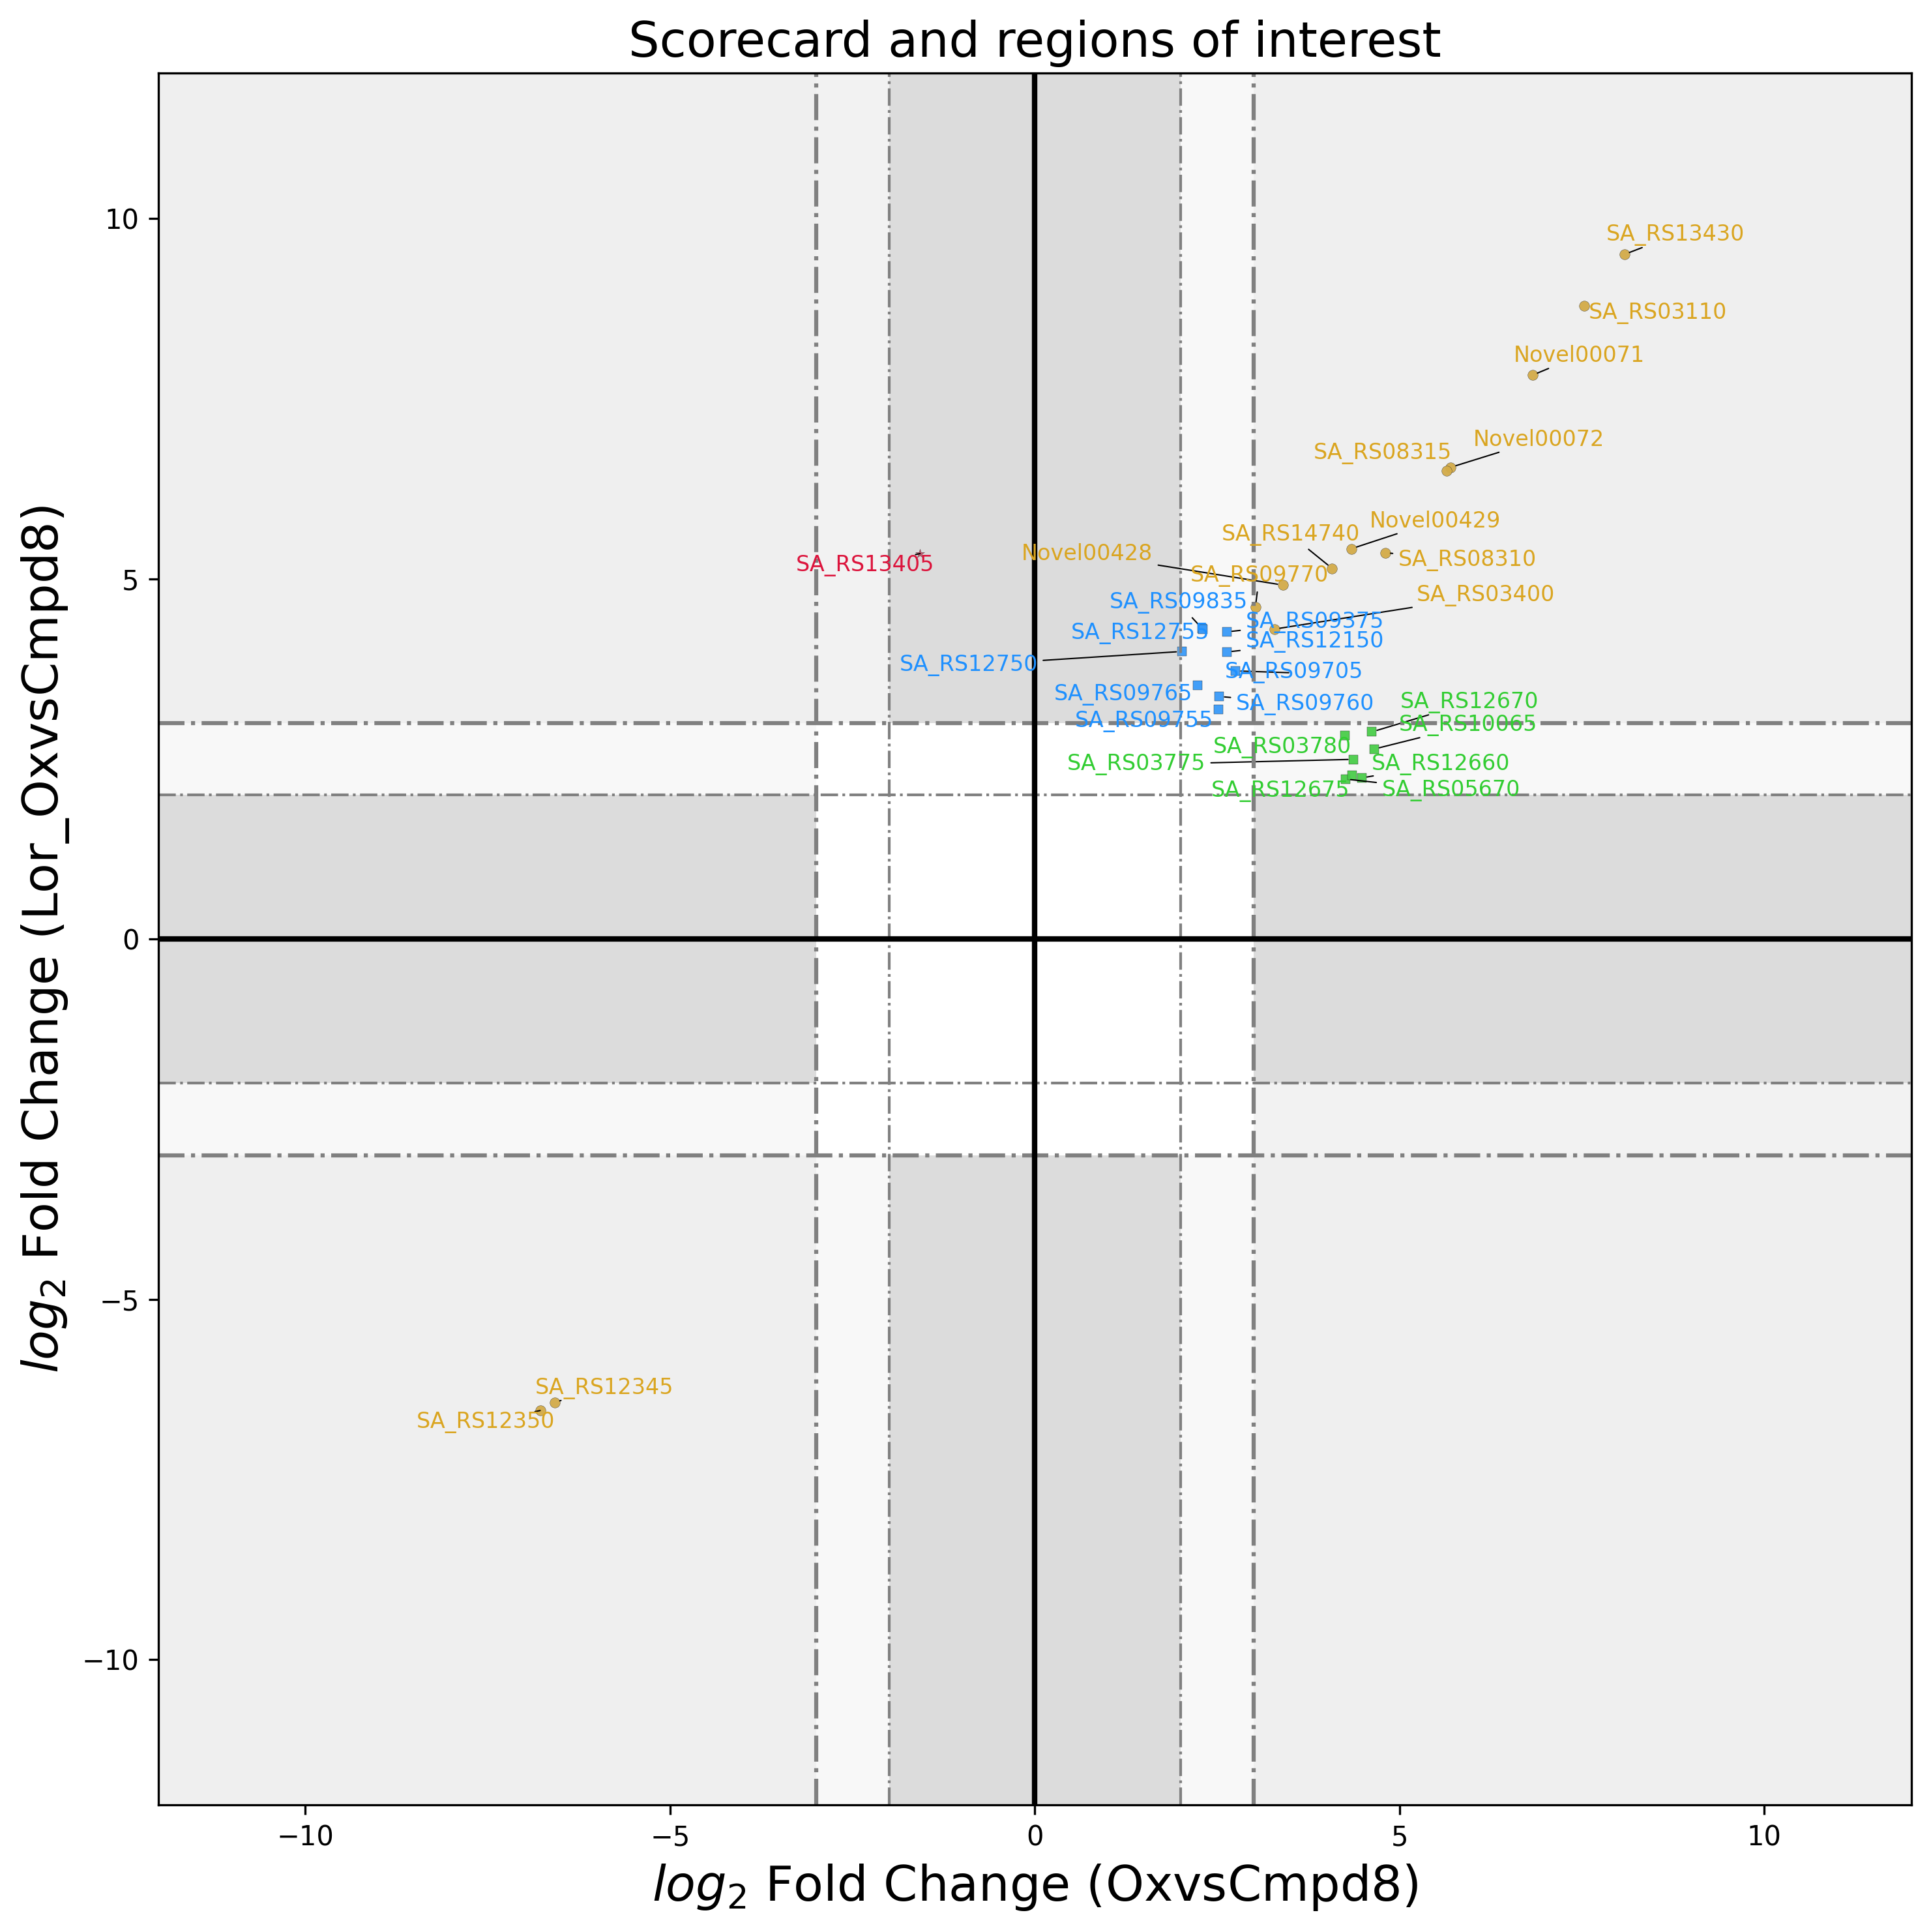 Scorecard and regions of interest
log2 Fold Change (Lor_OxvsCmpd8)
10
5
0
−5
−10
SA_RS13430
SA_RS03110
Novel00071
Novel00072
SA_RS08315
Novel00429
SA_RS14740
Novel00428
SA_RS08310
SA_RS13405
SA_RS09770
SA_RS03400
SA_RS09835
SA_RS09375
SA_RS12755
SA_RS12150
SA_RS12750
SA_RS09705
SA_RS09765
SA_RS09760
SA_RS12670
SA_RS09755
SA_RS10065
SA_RS03780
SA_RS03775
SA_RS12660
SA_RS12675
SA_RS05670
SA_RS12345
SA_RS12350
−10
−5
0
5
10
log2 Fold Change (OxvsCmpd8)